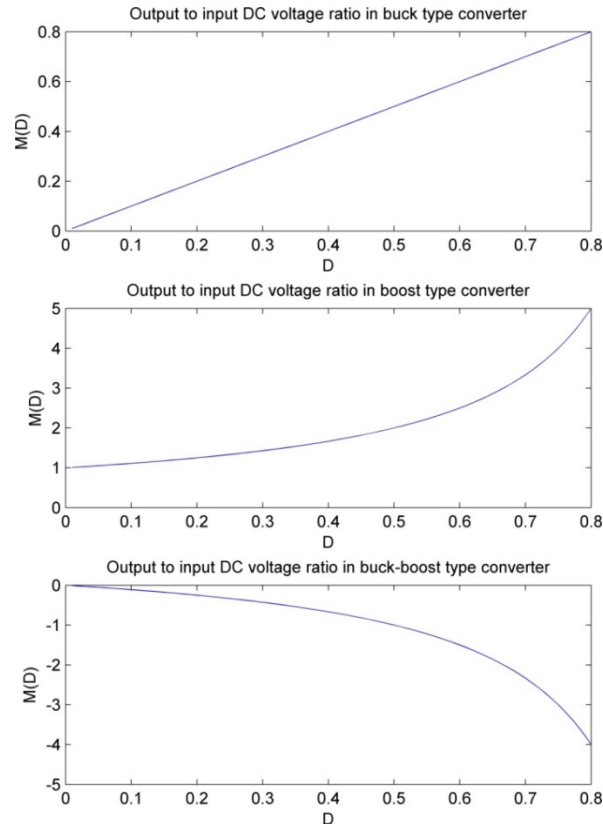 Output to input DC voltage ratio in buck type converter
0.8
0.6
0.4
0.2
0
M(D)
0 0.1 0.2 0.3 0.4 0.5 0.6 0.7 0.8
D
Output to input DC voltage ratio in boost type converter
5
4
3
2
1
0
M(D)
0 0.1 0.2 0.3 0.4 0.5 0.6 0.7 0.8
D
Output to input DC voltage ratio in buck-boost type converter
0
-1
-2
-3
-4
-5
M(D)
0 0.1 0.2 0.3 0.4 0.5 0.6 0.7 0.8
D